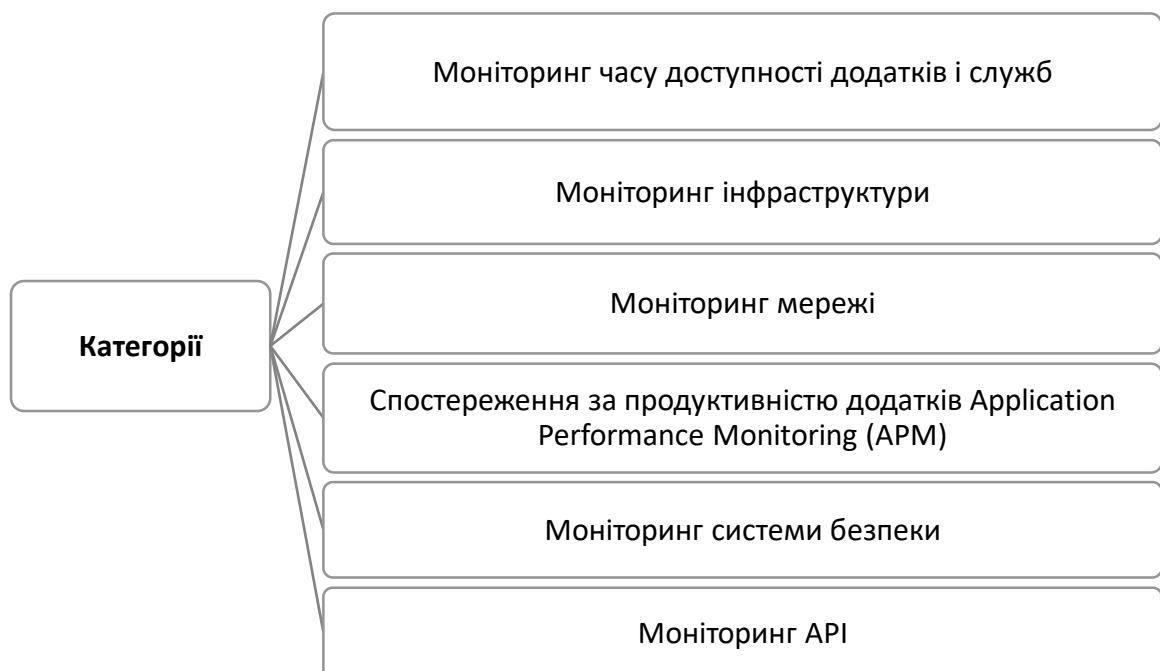 Моніторинг часу доступності додатків і служб
Моніторинг інфраструктури
Моніторинг мережі
Категорії
Спостереження за продуктивністю додатків Application
Performance Monitoring (APM)
Моніторинг системи безпеки
Моніторинг API